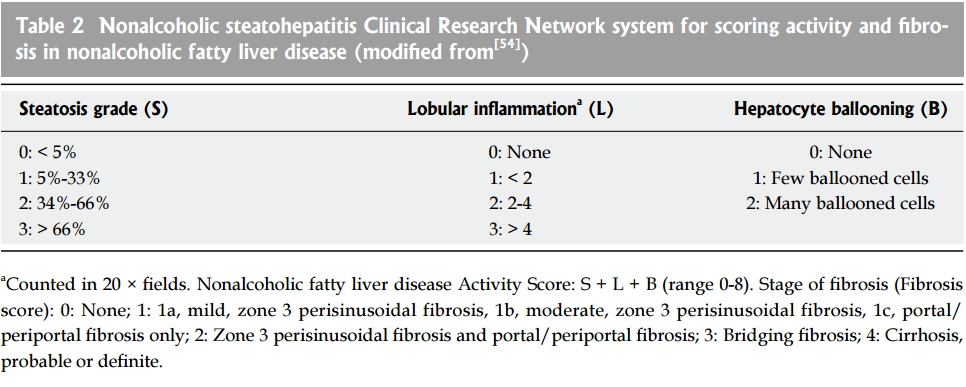 Table 2 Nonalcoholic steatohepatitis Clinical Research Network system for scoring activity and fibro-
sis in nonalcoholic fatty liver disease (modified from[54])
Steatosis grade (S) Lobular inflammationa (L) Hepatocyte ballooning (B)
0: < 5% 0: None 0: None
1: 5%-33% 1: < 2 1: Few ballooned cells
2: 34%-66% 2: 2-4 2: Many ballooned cells
3: > 66% 3: > 4
aCounted in 20 × fields. Nonalcoholic fatty liver disease Activity Score: S + L + B (range 0-8). Stage of fibrosis (Fibrosis
score): 0: None; 1: 1a, mild, zone 3 perisinusoidal fibrosis, 1b, moderate, zone 3 perisinusoidal fibrosis, 1c, portal/
periportal fibrosis only; 2: Zone 3 perisinusoidal fibrosis and portal/periportal fibrosis; 3: Bridging fibrosis; 4: Cirrhosis,
probable or definite.